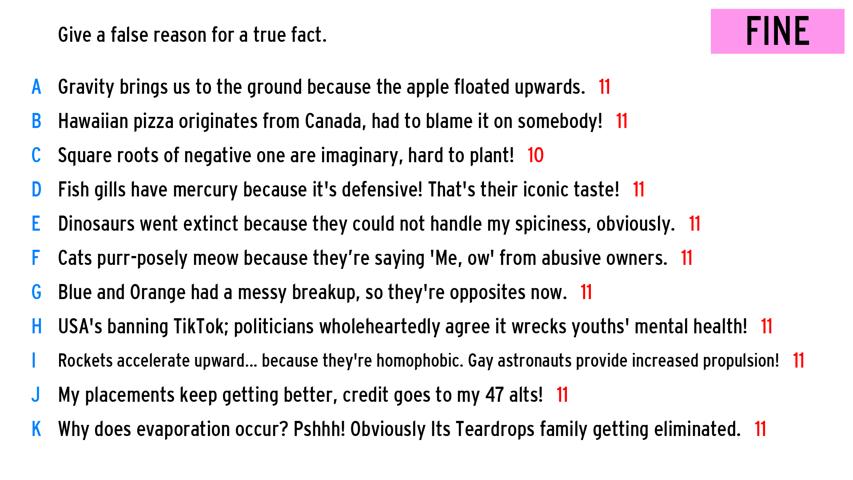 Give a false reason for a true fact.
FINE
A Gravity brings us to the ground because the apple floated upwards. 11
B Hawaiian pizza originates from Canada, had to blame it on somebody! 11
C Square roots of negative one are imaginary, hard to plant! 10
D Fish gills have mercury because it's defensive! That's their iconic taste! 11
E Dinosaurs went extinct because they could not handle my spiciness, obviously. 11
F Cats purr-posely meow because they’re saying 'Me, ow' from abusive owners. 11
G Blue and Orange had a messy breakup, so they're opposites now. 11
H USA's banning TikTok; politicians wholeheartedly agree it wrecks youths' mental health! 11
I Rockets accelerate upward... because they're homophobic. Gay astronauts provide increased propulsion! 11
J My placements keep getting better, credit goes to my 47 alts! 11
K Why does evaporation occur? Pshhh! Obviously Its Teardrops family getting eliminated. 11